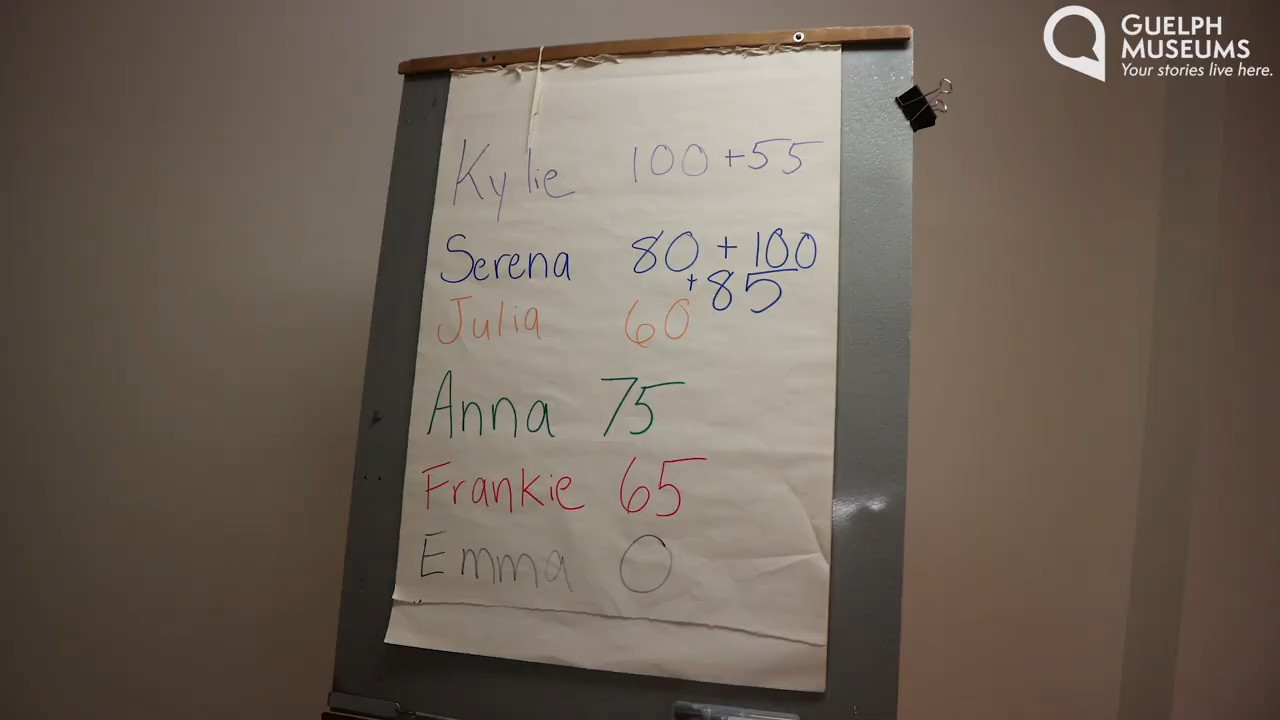 GUELPH
MUSEUMS
Your stories live here.
Kylie 100 + 55
Serena 80 + 100
+ 85
Julia 60
Anna 75
Frankie 65
Emma 0